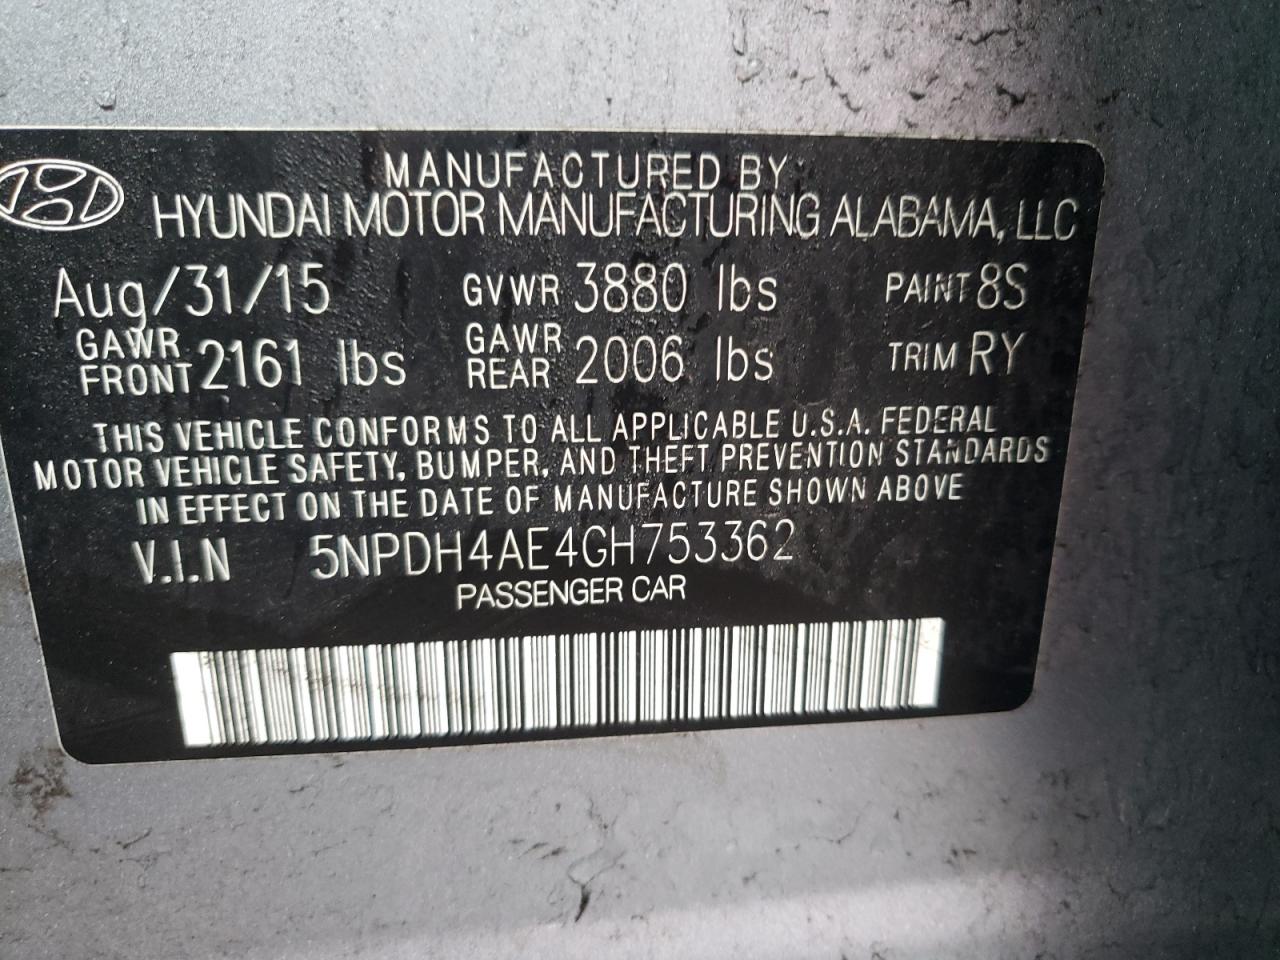 MANUFACTURED BY
HYUNDAI MOTOR MANUFACTURING ALABAMA, LLC
Aug/31/15 GVWR 3880 lbs PAINT 8S
GAWR FRONT 2161 lbs GAWR REAR 2006 lbs TRIM RY
THIS VEHICLE CONFORMS TO ALL APPLICABLE U.S.A. FEDERAL
MOTOR VEHICLE SAFETY, BUMPER, AND THEFT PREVENTION STANDARDS
IN EFFECT ON THE DATE OF MANUFACTURE SHOWN ABOVE
V.I.N 5NPDH4AE4GH753362
PASSENGER CAR